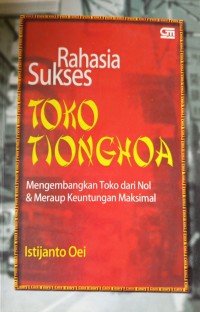 Rahasia
Sukses
TOKO
TIONGHOA
Mengembangkan Toko dari Nol
& Meraup Keuntungan Maksimal
Istijanto Oei